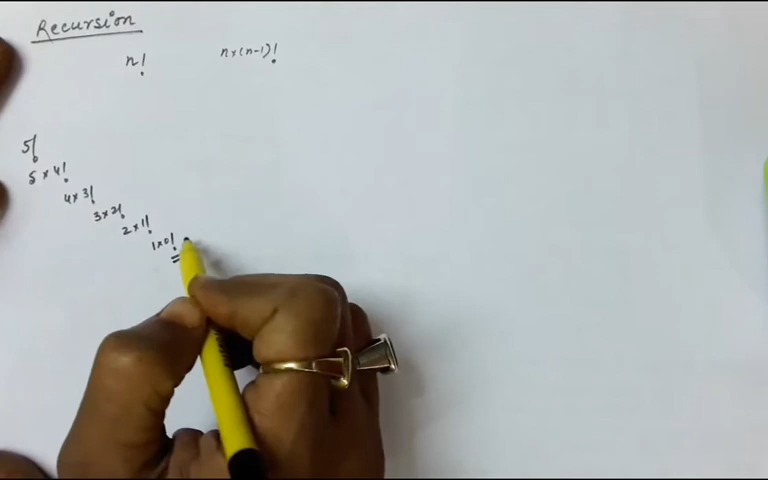 Recursion
n! n×(n-1)!
5!
5 × 4!
4 × 3!
3 × 2!
2 × 1!
1 × 0!